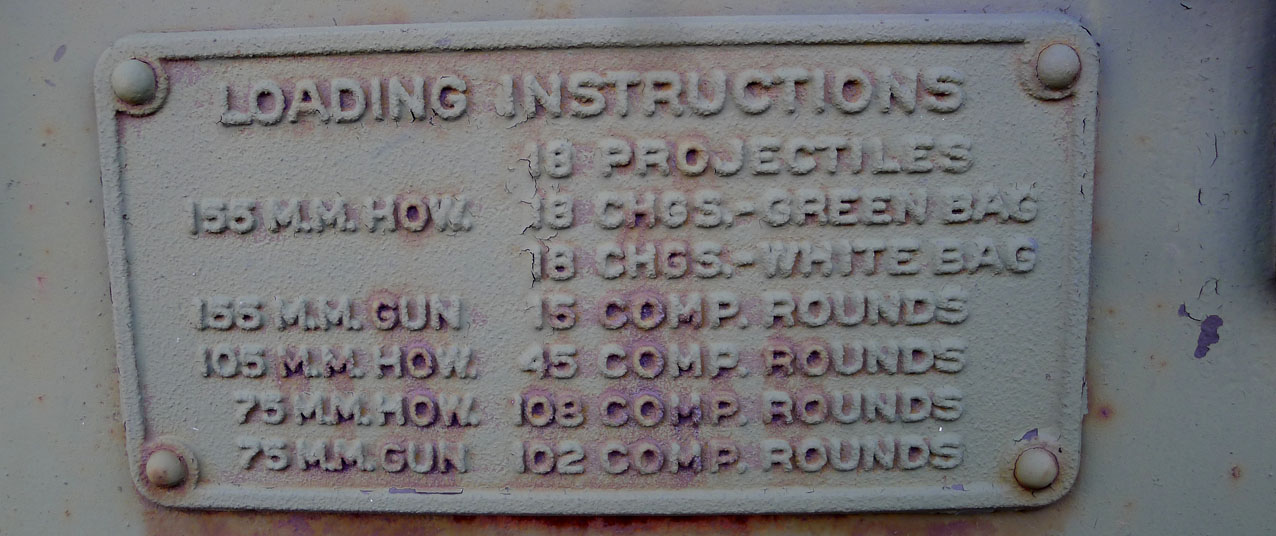 LOADING INSTRUCTIONS
18 PROJECTILES
155 M.M. HOW. 18 CHGS.-GREEN BAG
18 CHGS.-WHITE BAG
155 M.M. GUN 15 COMP. ROUNDS
105 M.M. HOW. 45 COMP. ROUNDS
75 M.M. HOW. 108 COMP. ROUNDS
75 M.M. GUN 102 COMP. ROUNDS